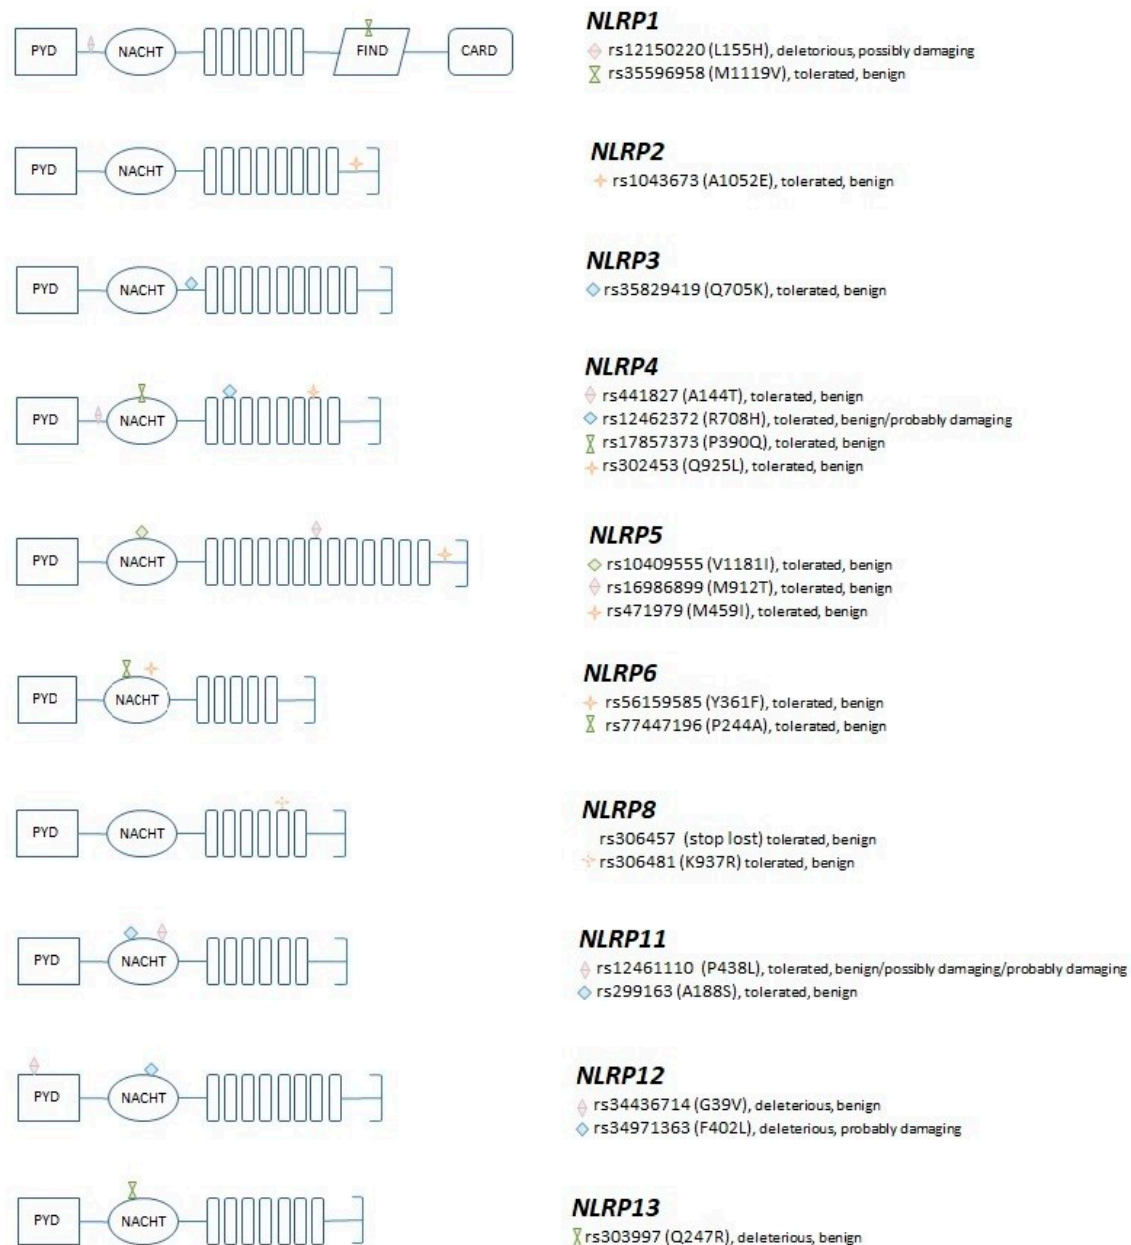 NLRP1
PYD NACHT FIND CARD
rs12150220 (L155H), deletorious, possibly damaging
rs35596958 (M1119V), tolerated, benign
NLRP2
PYD NACHT
rs1043673 (A1052E), tolerated, benign
NLRP3
PYD NACHT
rs35829419 (Q705K), tolerated, benign
NLRP4
PYD NACHT
rs441827 (A144T), tolerated, benign
rs12462372 (R708H), tolerated, benign/probably damaging
rs17857373 (P390Q), tolerated, benign
rs302453 (Q925L), tolerated, benign
NLRP5
PYD NACHT
rs10409555 (V1181I), tolerated, benign
rs16986899 (M912T), tolerated, benign
rs471979 (M459I), tolerated, benign
NLRP6
PYD NACHT
rs56159585 (Y361F), tolerated, benign
rs77447196 (P244A), tolerated, benign
NLRP8
PYD NACHT
rs306457 (stop lost) tolerated, benign
rs306481 (K937R) tolerated, benign
NLRP11
PYD NACHT
rs12461110 (P438L), tolerated, benign/possibly damaging/probably damaging
rs299163 (A188S), tolerated, benign
NLRP12
PYD NACHT
rs34436714 (G39V), deleterious, benign
rs34971363 (F402L), deleterious, probably damaging
NLRP13
PYD NACHT
rs303997 (Q247R), deleterious, benign